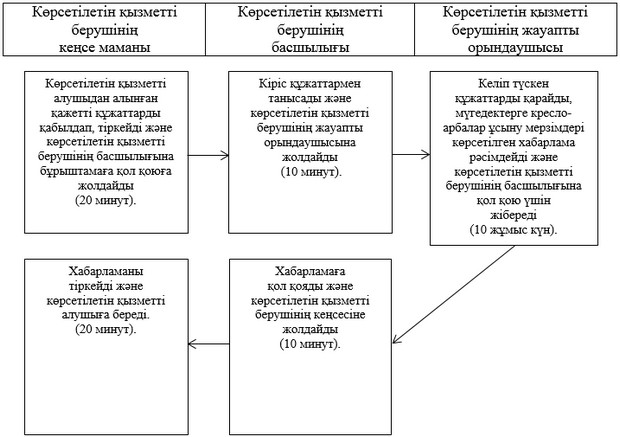 Көрсетілетін қызметті
берушінің
кеңсе маманы
Көрсетілетін қызметті
берушінің
басшылығы
Көрсетілетін қызметті
берушінің жауапты
орындаушысы
Көрсетілетін қызметті
алушыдан алынған
қажетті құжаттарды
қабылдап, тіркейді және
көрсетілетін қызметті
берушінің басшылығына
бұрыштамаға қол қоюға
жолдайды
(20 минут).
Кіріс құжаттармен
танысады және
көрсетілетін қызметті
берушінің жауапты
орындаушысына
жолдайды
(10 минут).
Келіп түскен
құжаттарды қарайды,
мүгедектерге кресло-
арбалар ұсыну мерзімдері
көрсетілген хабарлама
рәсімдейді және
көрсетілетін қызметті
берушінің басшылығына
қол қою үшін
жібереді
(10 жұмыс күн).
Хабарламаны
тіркейді және
көрсетілетін қызметті
алушыға береді.
(20 минут).
Хабарламаға
қол қояды және
көрсетілетін қызметті
берушінің кеңсесіне
жолдайды
(10 минут).